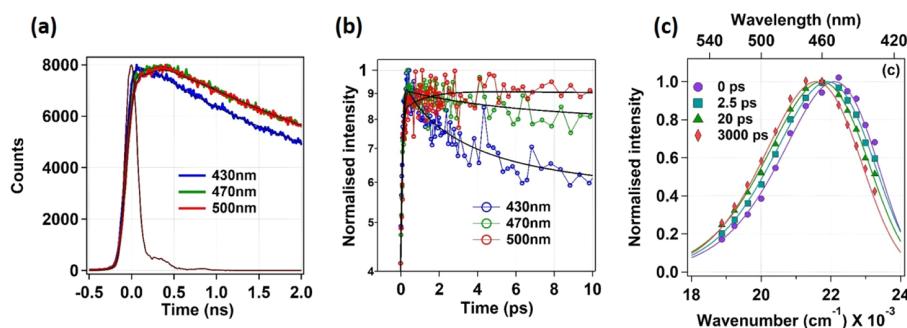 (a)
8000
6000
4000
2000
0
Counts
430nm
470nm
500nm
-0.5
0.0
0.5
1.0
1.5
2.0
Time (ns)
(b)
1
9
8
7
6
5
4
Normalised intensity
430nm
470nm
500nm
0
2
4
6
8
10
Time (ps)
(c)
Wavelength (nm)
540
500
460
420
(c)
0 ps
2.5 ps
20 ps
3000 ps
1.0
0.8
0.6
0.4
0.2
0.0
Normalised intensity
18
20
22
24
Wavenumber (cm⁻¹) X 10⁻³